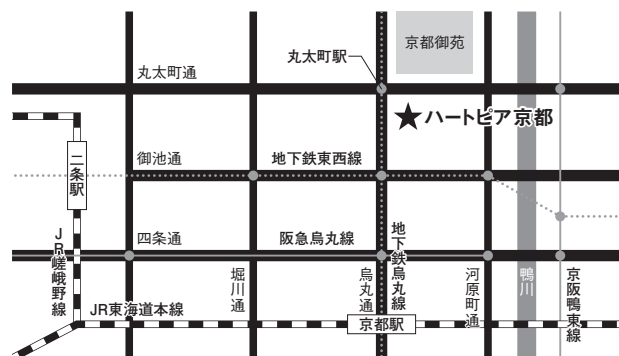 京都御苑
丸太町駅
丸太町通
★ハートピア京都
御池通
地下鉄東西線
二条駅
四条通
阪急烏丸線
地下鉄烏丸線
JR嵯峨野線
堀川通
烏丸通
河原町通
鴨川
京阪鴨東線
JR東海道本線
京都駅